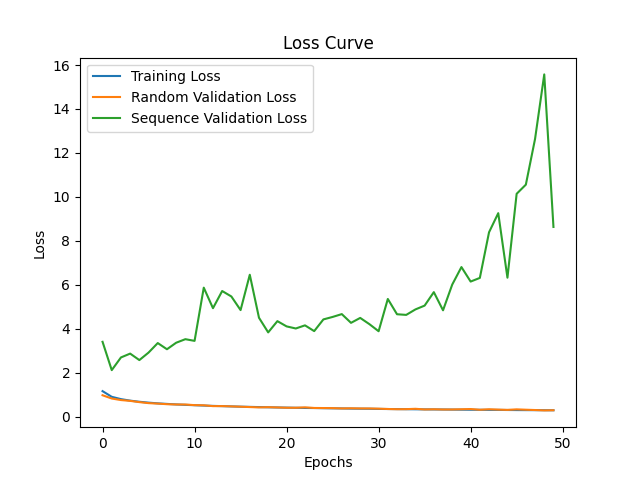 Loss Curve
Training Loss
Random Validation Loss
Sequence Validation Loss
16
14
12
10
8
6
4
2
0
Loss
0 10 20 30 40 50
Epochs